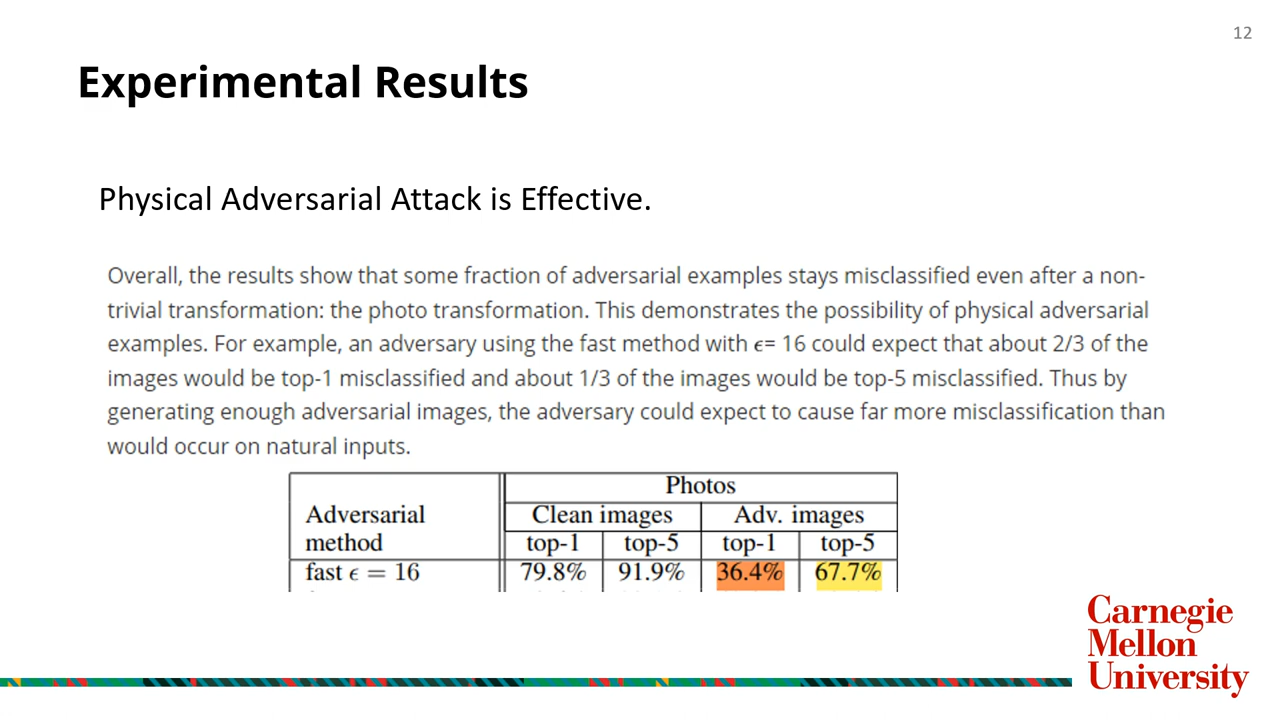 12
Experimental Results
Physical Adversarial Attack is Effective.
Overall, the results show that some fraction of adversarial examples stays misclassified even after a non-
trivial transformation: the photo transformation. This demonstrates the possibility of physical adversarial
examples. For example, an adversary using the fast method with ϵ= 16 could expect that about 2/3 of the
images would be top-1 misclassified and about 1/3 of the images would be top-5 misclassified. Thus by
generating enough adversarial images, the adversary could expect to cause far more misclassification than
would occur on natural inputs.
Photos
Adversarial Clean images Adv. images
method top-1 top-5 top-1 top-5
fast ϵ = 16 79.8% 91.9% 36.4% 67.7%
Carnegie
Mellon
University